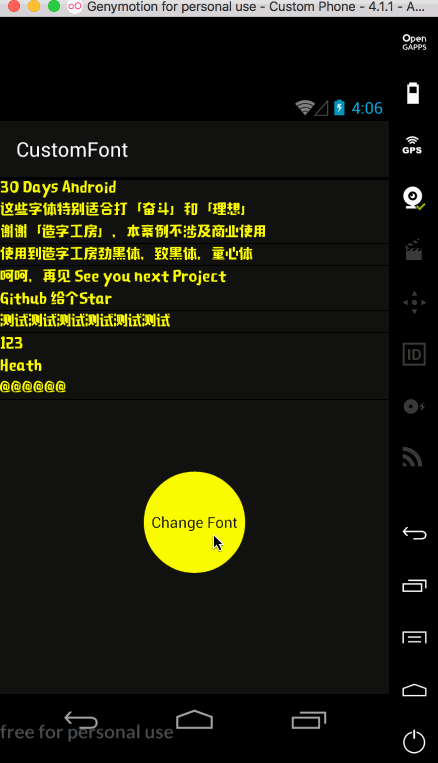 Genymotion for personal use - Custom Phone - 4.1.1 - A...
Open
GAPPS
4:06
GPS
CustomFont
30 Days Android
这些字体特别适合打「奋斗」和「理想」
谢谢「造字工房」，本案例不涉及商业使用
使用到造字工房劲黑体，致黑体，童心体
呵呵，再见 See you next Project
Github 给个Star
测试测试测试测试测试测试
123
Heath
@@@@@@
ID
Change Font
free for personal use